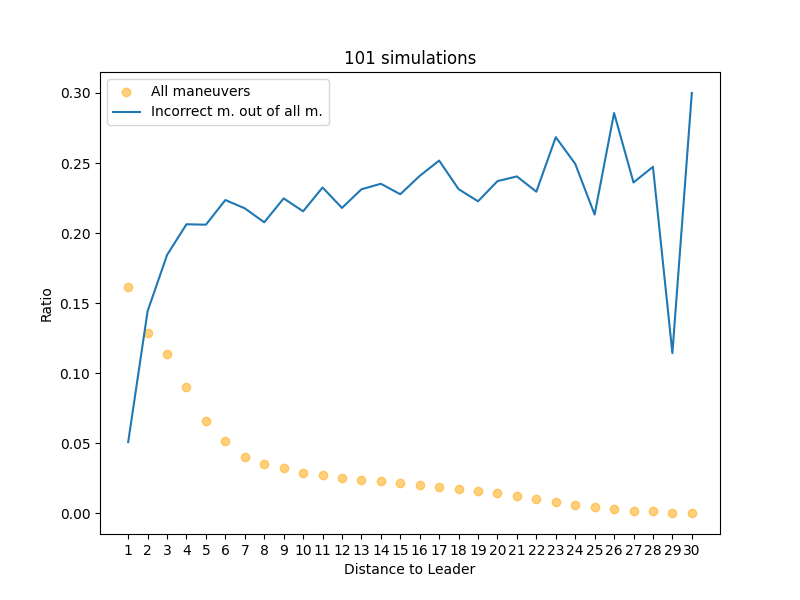 101 simulations
All maneuvers
Incorrect m. out of all m.
0.30
0.25
0.20
0.15
0.10
0.05
0.00
Ratio
1 2 3 4 5 6 7 8 9 10 11 12 13 14 15 16 17 18 19 20 21 22 23 24 25 26 27 28 29 30
Distance to Leader